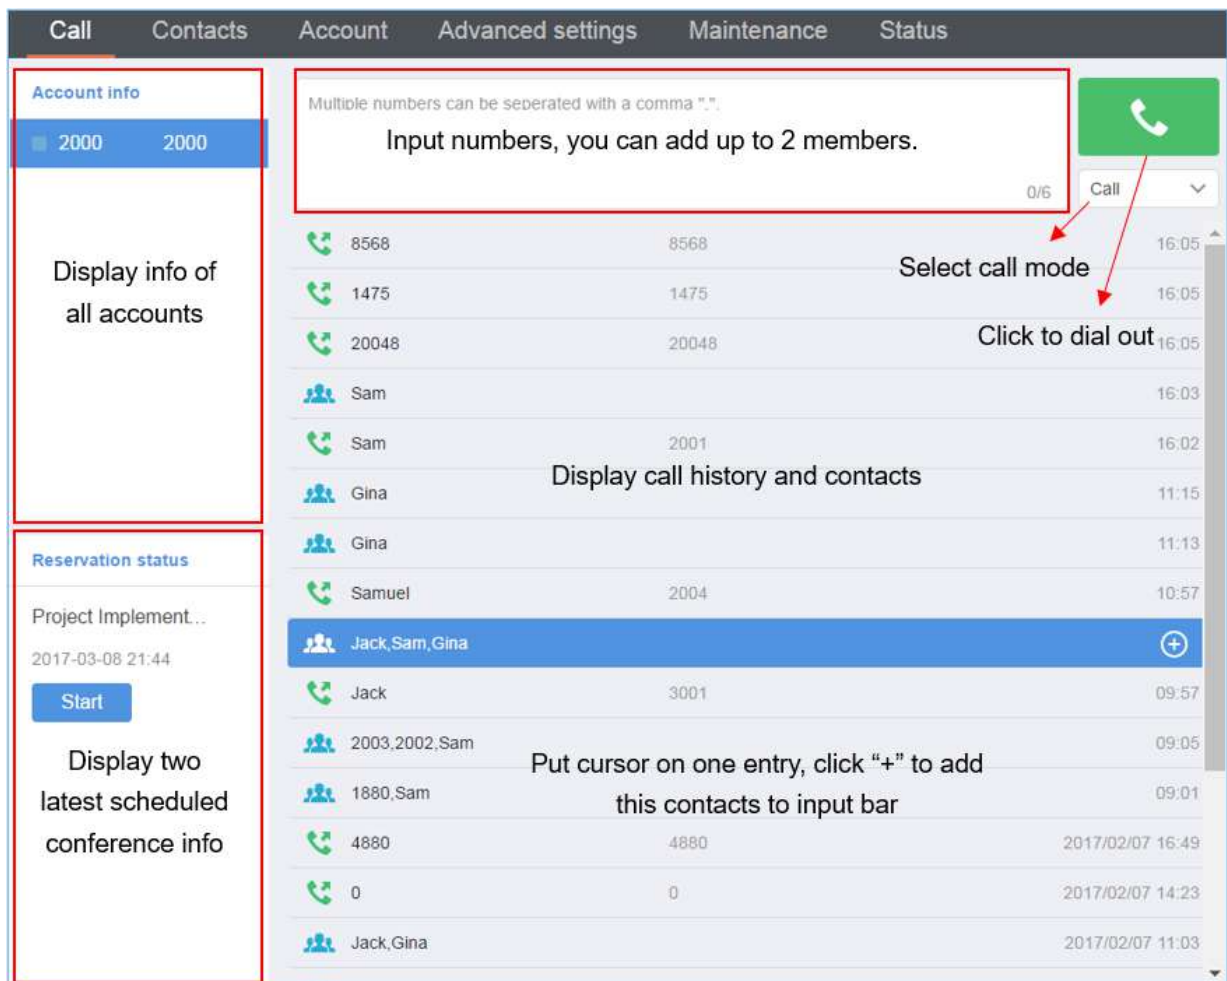 Call Contacts Account Advanced settings Maintenance Status
Account info
2000 2000
Display info of
all accounts
Reservation status
Project Implement...
2017-03-08 21:44
Start
Display two
latest scheduled
conference info
Multiple numbers can be seperated with a comma ",".
Input numbers, you can add up to 2 members.
0/6
Call
Select call mode
Click to dial out
8568 8568 16:05
1475 1475 16:05
20048 20048 16:05
Sam 16:03
Sam 2001 16:02
Display call history and contacts
Gina 11:15
Gina 11:13
Samuel 2004 10:57
Jack,Sam,Gina
Jack 3001 09:57
2003,2002,Sam 09:05
Put cursor on one entry, click “+” to add
this contacts to input bar
1880,Sam 09:01
4880 4880 2017/02/07 16:49
0 0 2017/02/07 14:23
Jack,Gina 2017/02/07 11:03